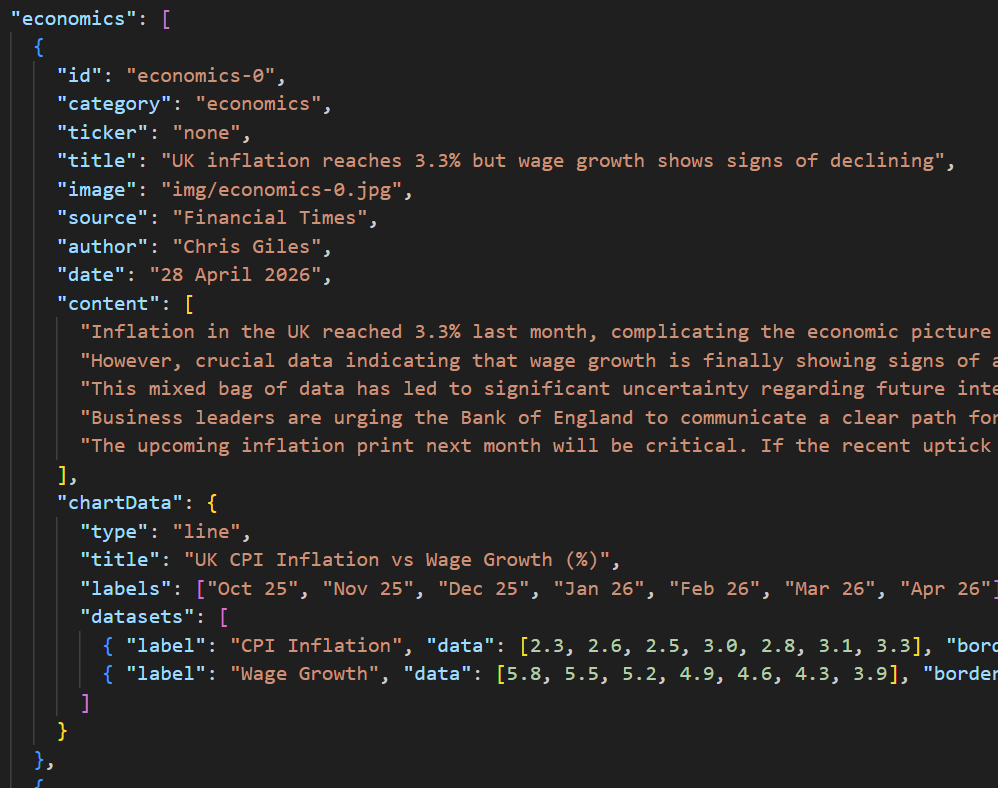 "economics": [
{
"id": "economics-0",
"category": "economics",
"ticker": "none",
"title": "UK inflation reaches 3.3% but wage growth shows signs of declining",
"image": "img/economics-0.jpg",
"source": "Financial Times",
"author": "Chris Giles",
"date": "28 April 2026",
"content": [
"Inflation in the UK reached 3.3% last month, complicating the economic picture
"However, crucial data indicating that wage growth is finally showing signs of a
"This mixed bag of data has led to significant uncertainty regarding future inte
"Business leaders are urging the Bank of England to communicate a clear path for
"The upcoming inflation print next month will be critical. If the recent uptick
],
"chartData": {
"type": "line",
"title": "UK CPI Inflation vs Wage Growth (%)",
"labels": ["Oct 25", "Nov 25", "Dec 25", "Jan 26", "Feb 26", "Mar 26", "Apr 26"]
"datasets": [
{ "label": "CPI Inflation", "data": [2.3, 2.6, 2.5, 3.0, 2.8, 3.1, 3.3], "bord
{ "label": "Wage Growth", "data": [5.8, 5.5, 5.2, 4.9, 4.6, 4.3, 3.9], "border
]
}
},
{